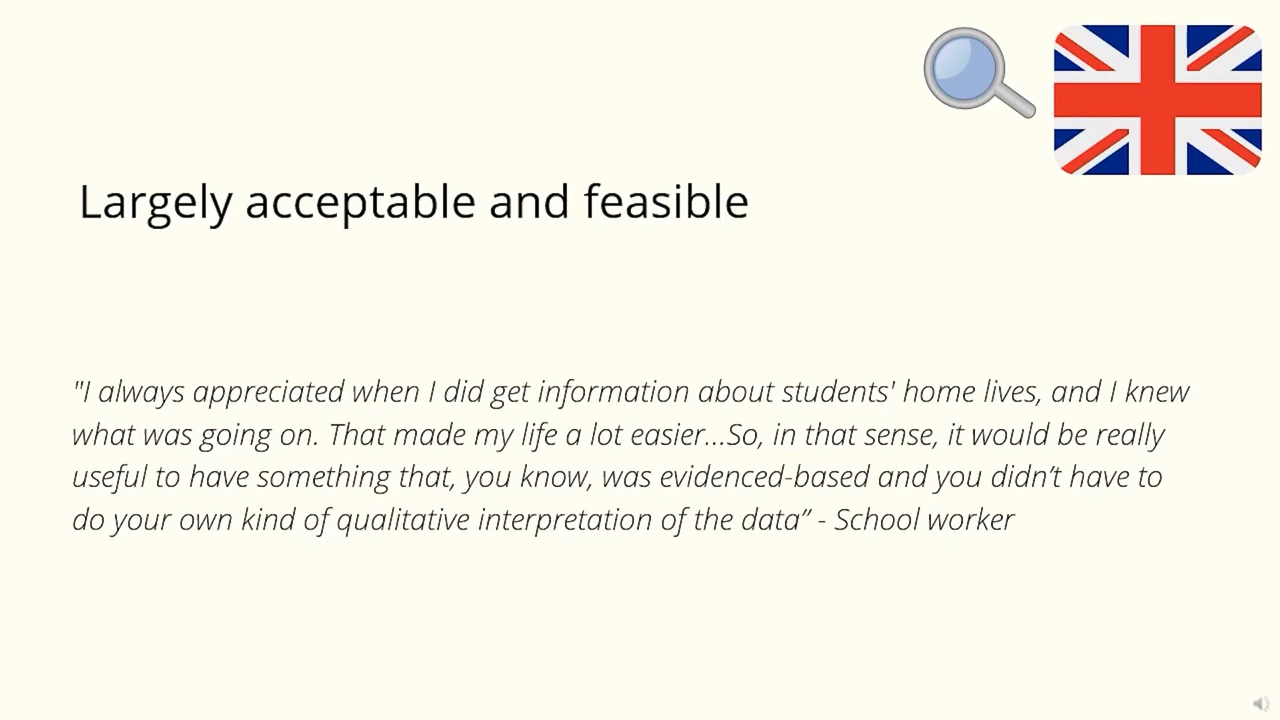 Largely acceptable and feasible
"I always appreciated when I did get information about students' home lives, and I knew
what was going on. That made my life a lot easier...So, in that sense, it would be really
useful to have something that, you know, was evidenced-based and you didn’t have to
do your own kind of qualitative interpretation of the data” - School worker